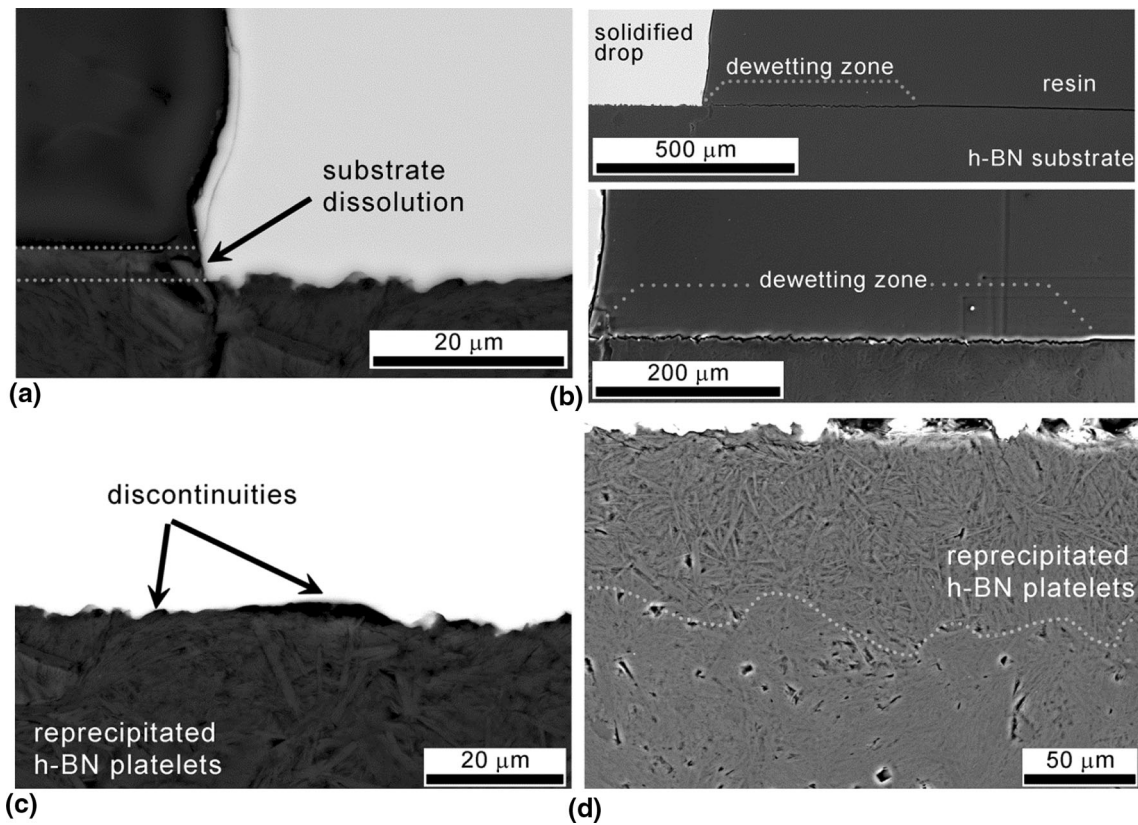 substrate
dissolution
20 μm
(a)
solidified
drop
dewetting zone
resin
500 μm
h-BN substrate
dewetting zone
200 μm
(b)
discontinuities
reprecipitated
h-BN platelets
20 μm
(c)
reprecipitated
h-BN platelets
50 μm
(d)